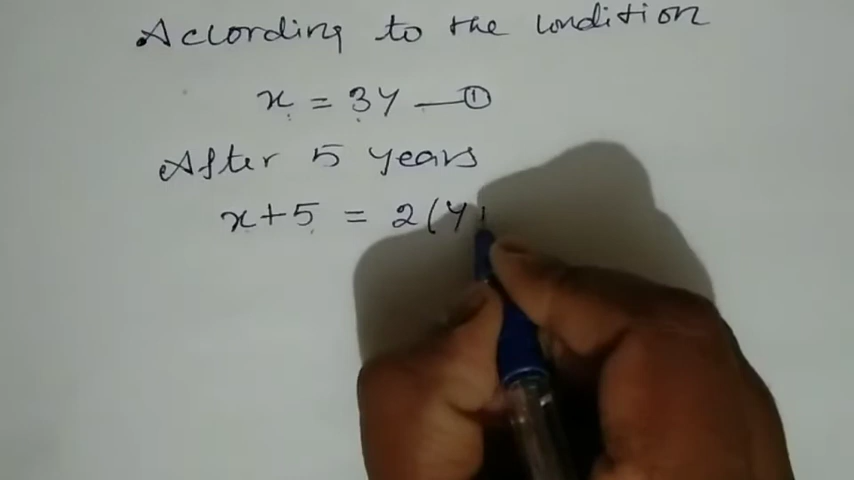 According to the condition
x = 3y —①
After 5 years
x+5 = 2(y